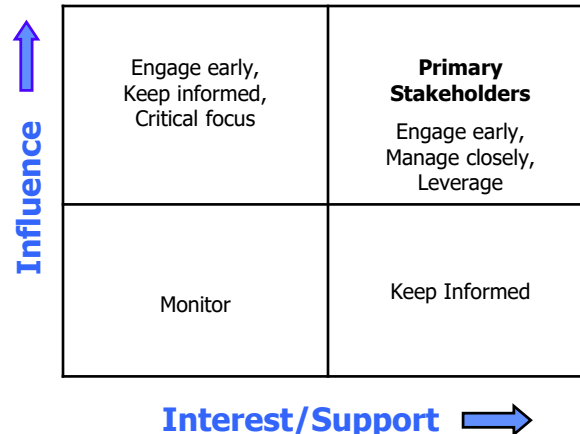 Influence
Engage early,
Keep informed,
Critical focus
Primary
Stakeholders
Engage early,
Manage closely,
Leverage
Monitor
Keep Informed
Interest/Support